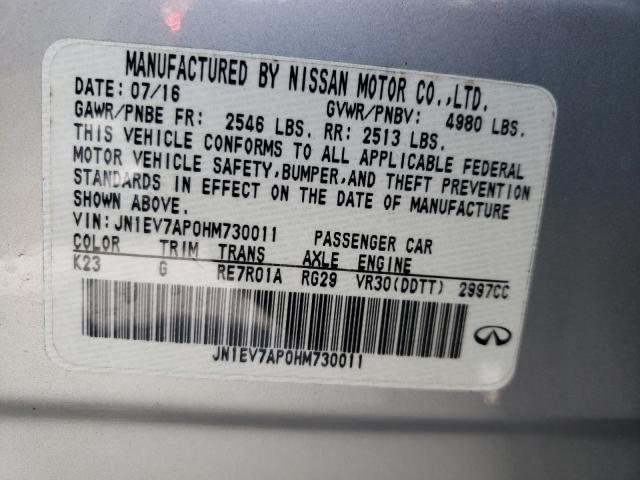 MANUFACTURED BY NISSAN MOTOR CO.,LTD.
DATE: 07/16 GVWR/PNBV: 4980 LBS.
GAWR/PNBE FR: 2546 LBS. RR: 2513 LBS.
THIS VEHICLE CONFORMS TO ALL APPLICABLE FEDERAL
MOTOR VEHICLE SAFETY,BUMPER,AND THEFT PREVENTION
STANDARDS IN EFFECT ON THE DATE OF MANUFACTURE
SHOWN ABOVE.
VIN:JN1EV7AP0HM730011 PASSENGER CAR
COLOR TRIM TRANS AXLE ENGINE
K23 G RE7R01A RG29 VR30(DDTT) 2997CC
JN1EV7AP0HM730011